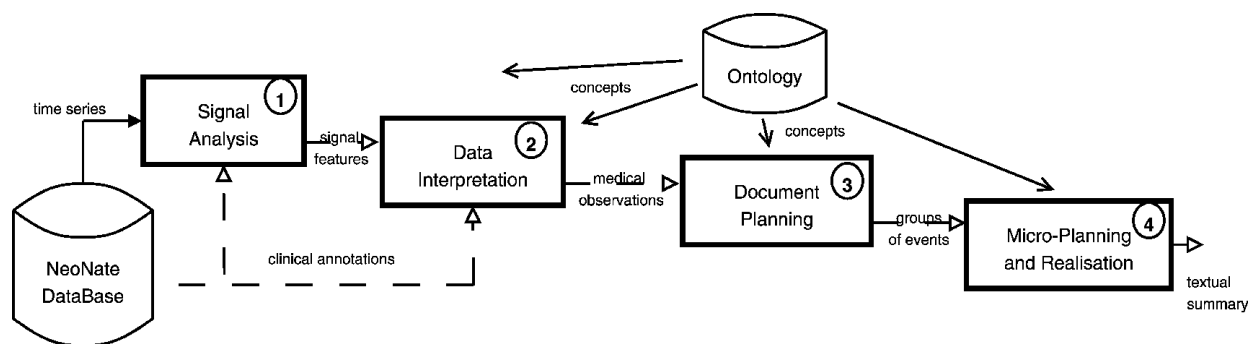 Ontology
concepts
concepts
time series
1
Signal
Analysis
signal
features
2
Data
Interpretation
medical
observations
3
Document
Planning
groups
of events
4
Micro-Planning
and Realisation
textual
summary
clinical annotations
NeoNate
DataBase